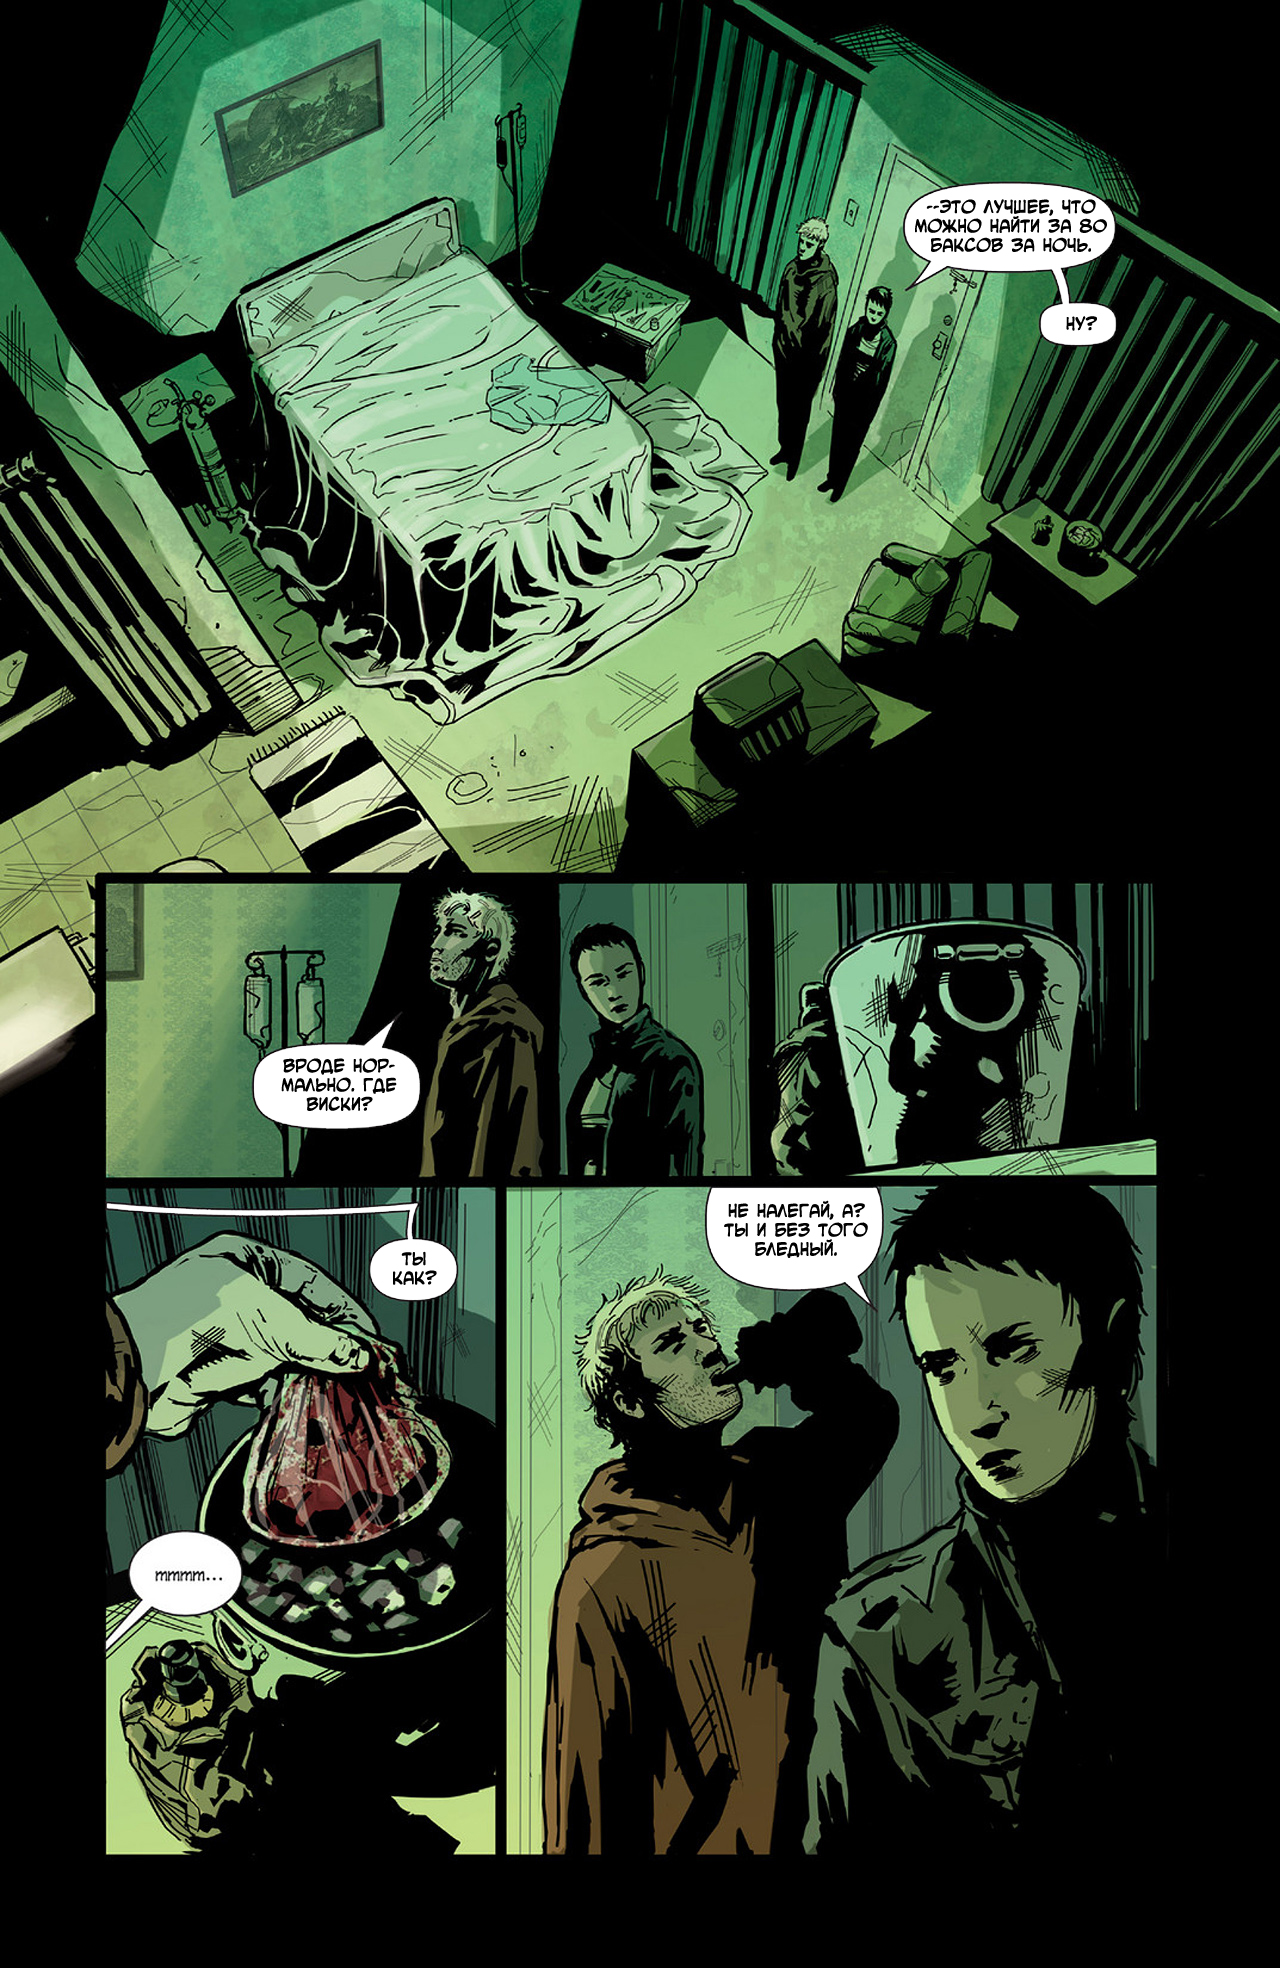 --ЭТО ЛУЧШЕЕ, ЧТО
МОЖНО НАЙТИ ЗА 80
БАКСОВ ЗА НОЧЬ.
НУ?
ВРОДЕ НОР-
МАЛЬНО. ГДЕ
ВИСКИ?
ТЫ
КАК?
mmmm...
НЕ НАЛЕГАЙ, А?
ТЫ И БЕЗ ТОГО
БЛЕДНЫЙ.